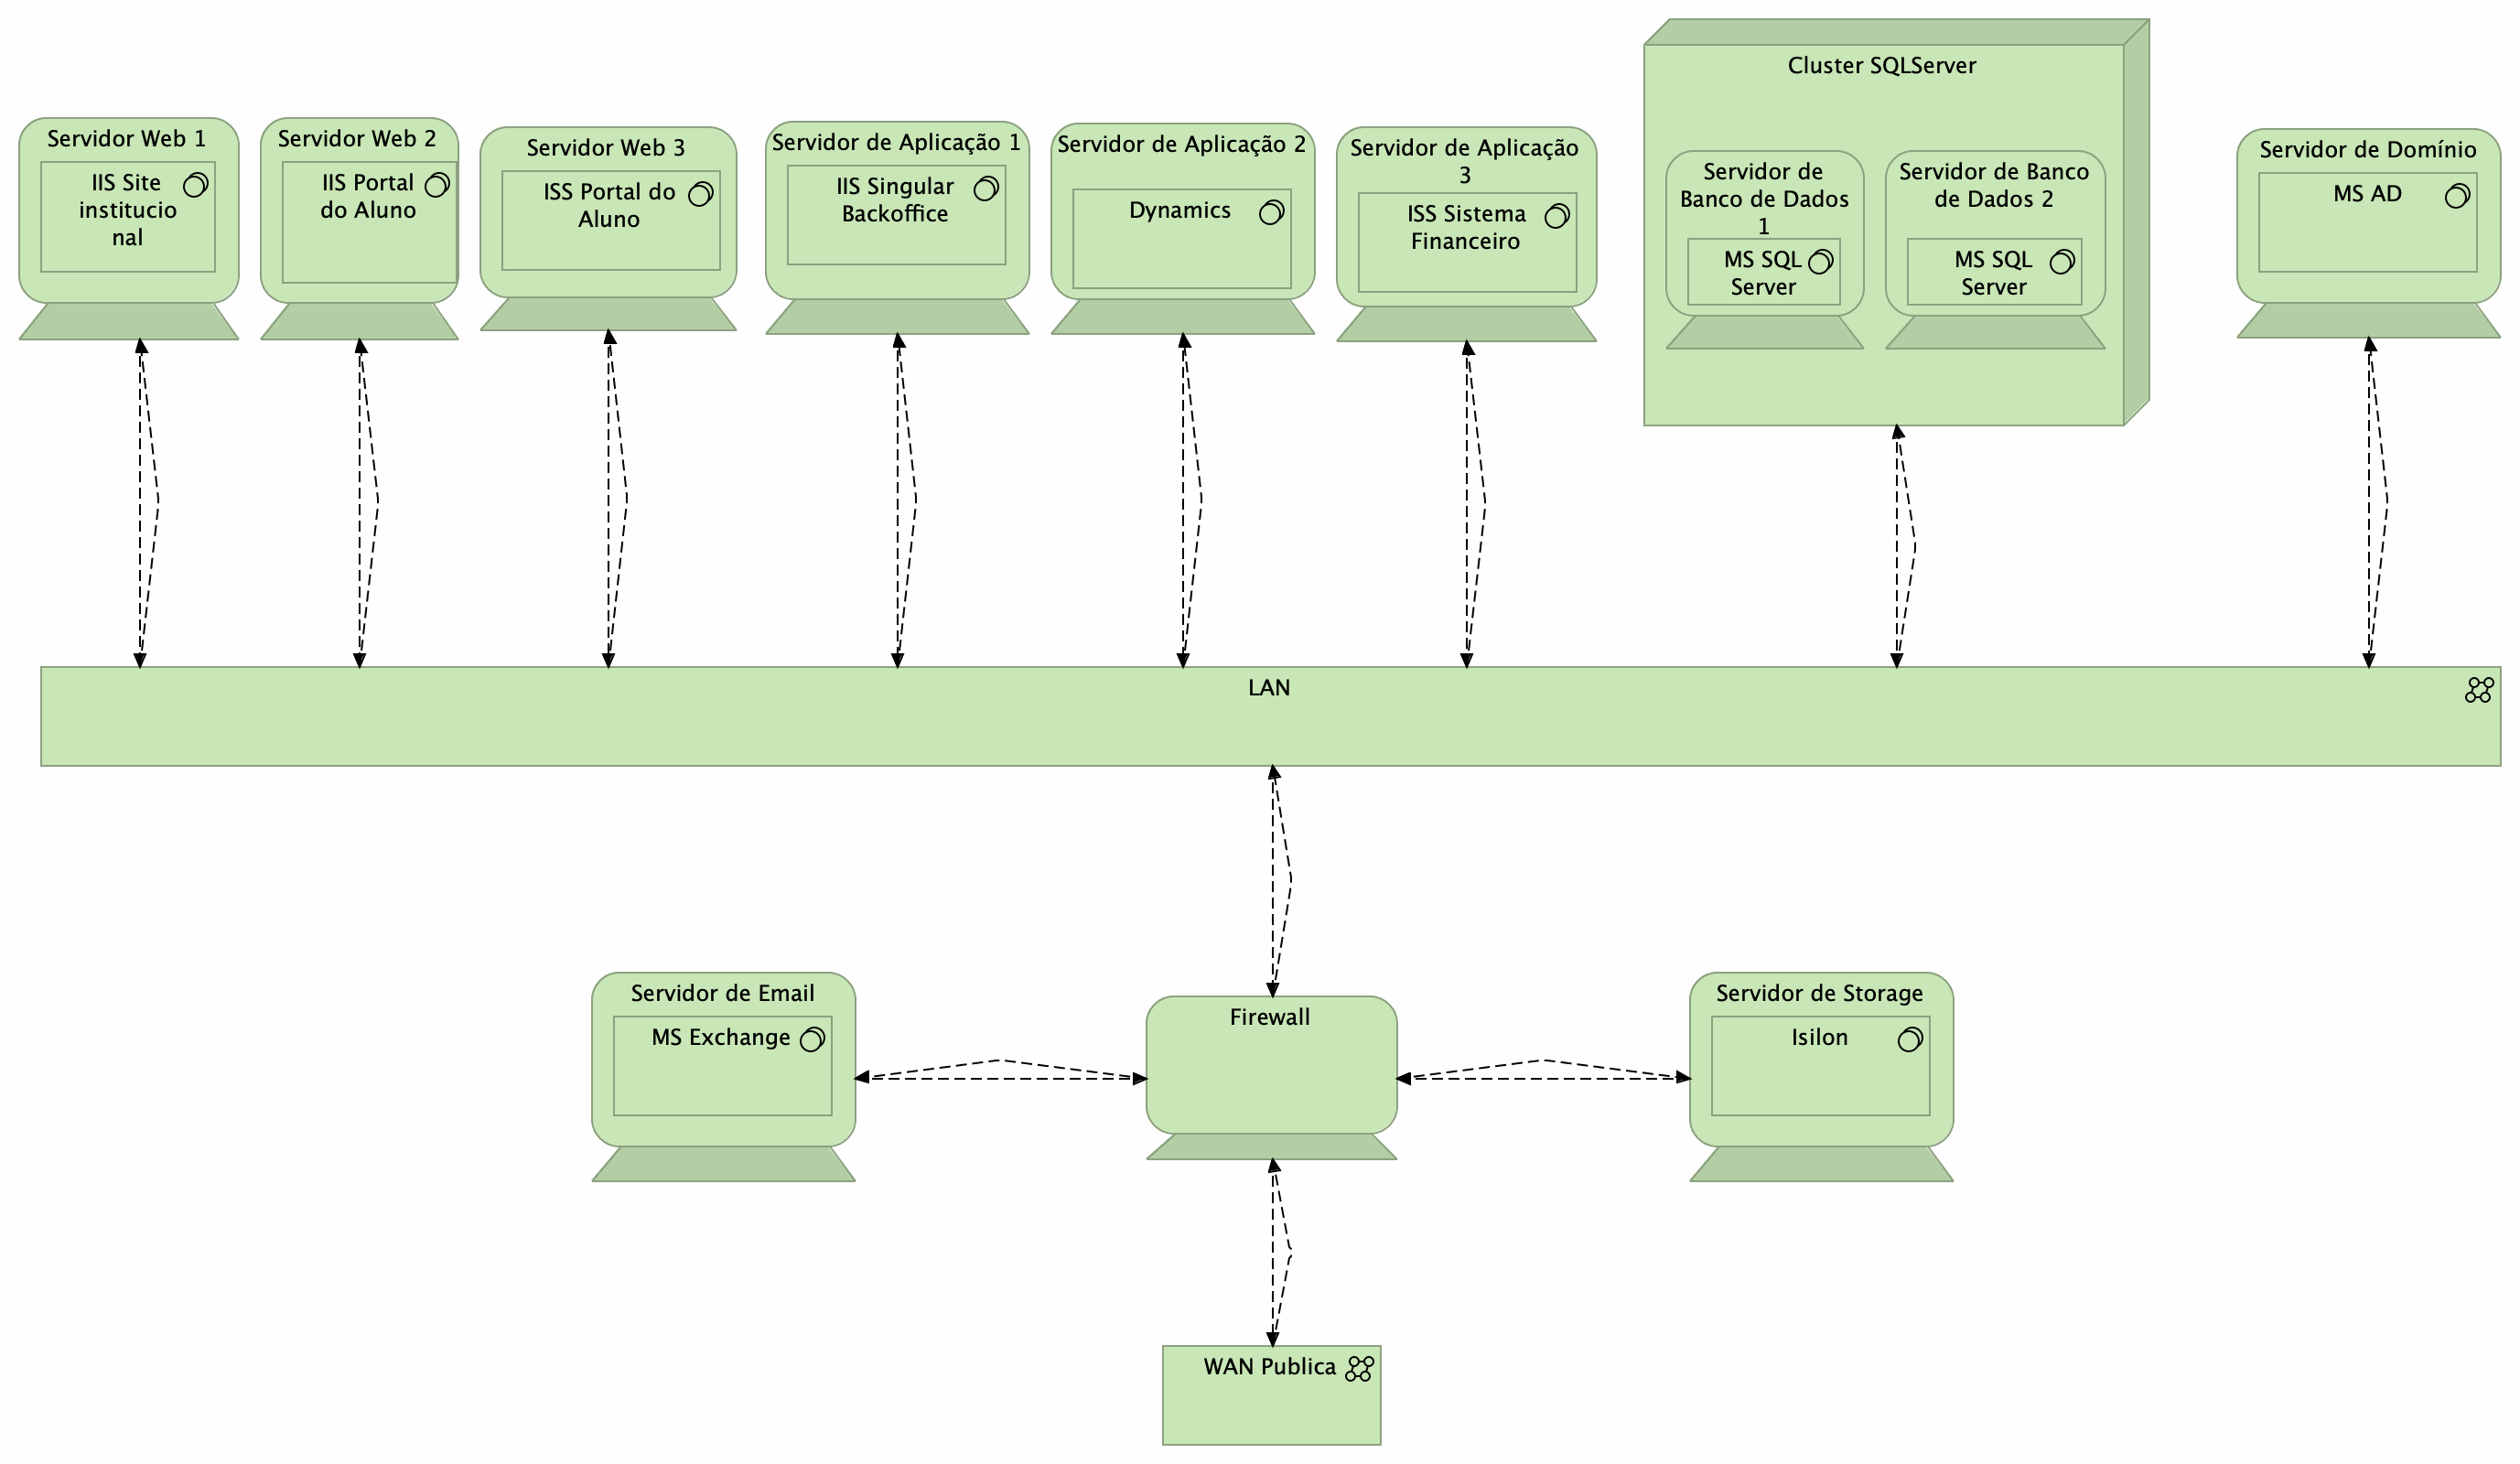 Cluster SQLServer
Servidor Web 1
IIS Site
institucio
nal
Servidor Web 2
IIS Portal
do Aluno
Servidor Web 3
ISS Portal do
Aluno
Servidor de Aplicação 1
IIS Singular
Backoffice
Servidor de Aplicação 2
Dynamics
Servidor de Aplicação
3
ISS Sistema
Financeiro
Servidor de
Banco de Dados
1
MS SQL
Server
Servidor de Banco
de Dados 2
MS SQL
Server
Servidor de Domínio
MS AD
LAN
Servidor de Email
MS Exchange
Firewall
Servidor de Storage
Isilon
WAN Publica